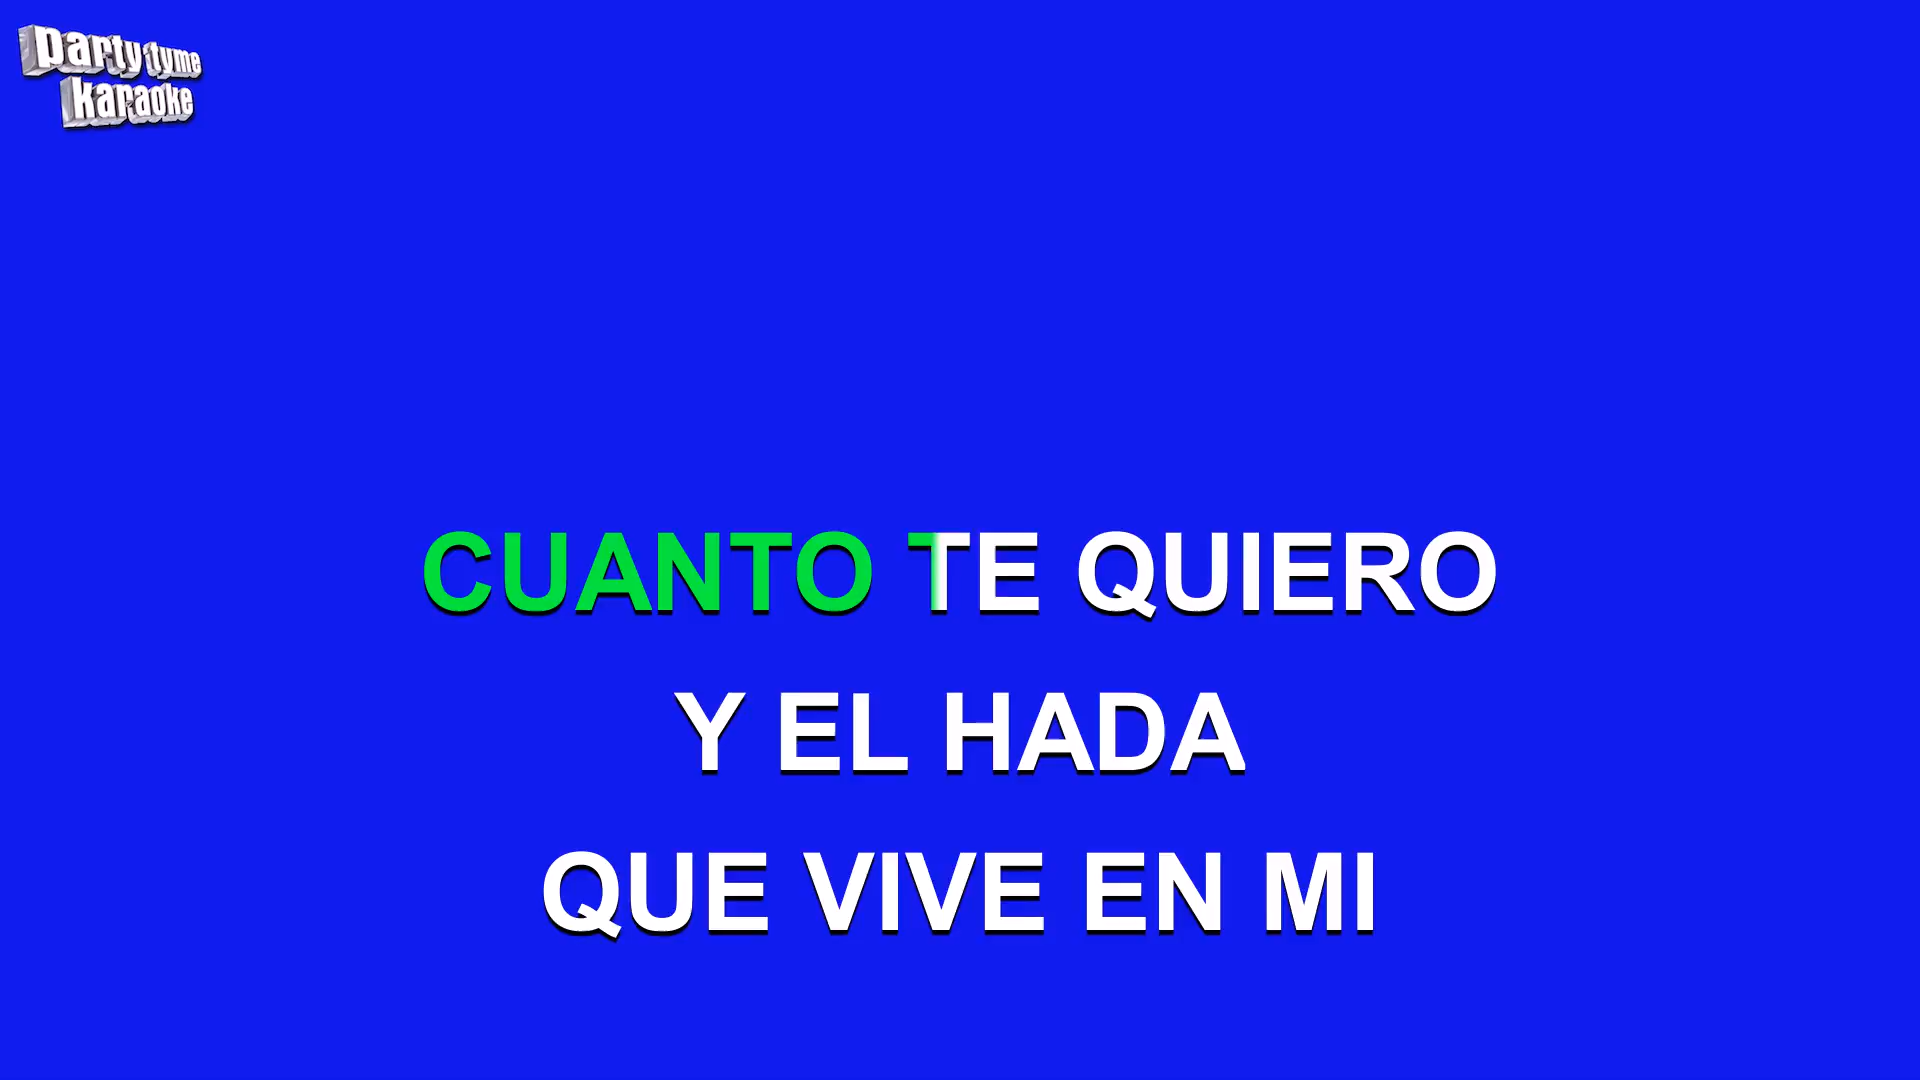 party tyme
karaoke
CUANTO TE QUIERO
Y EL HADA
QUE VIVE EN MI